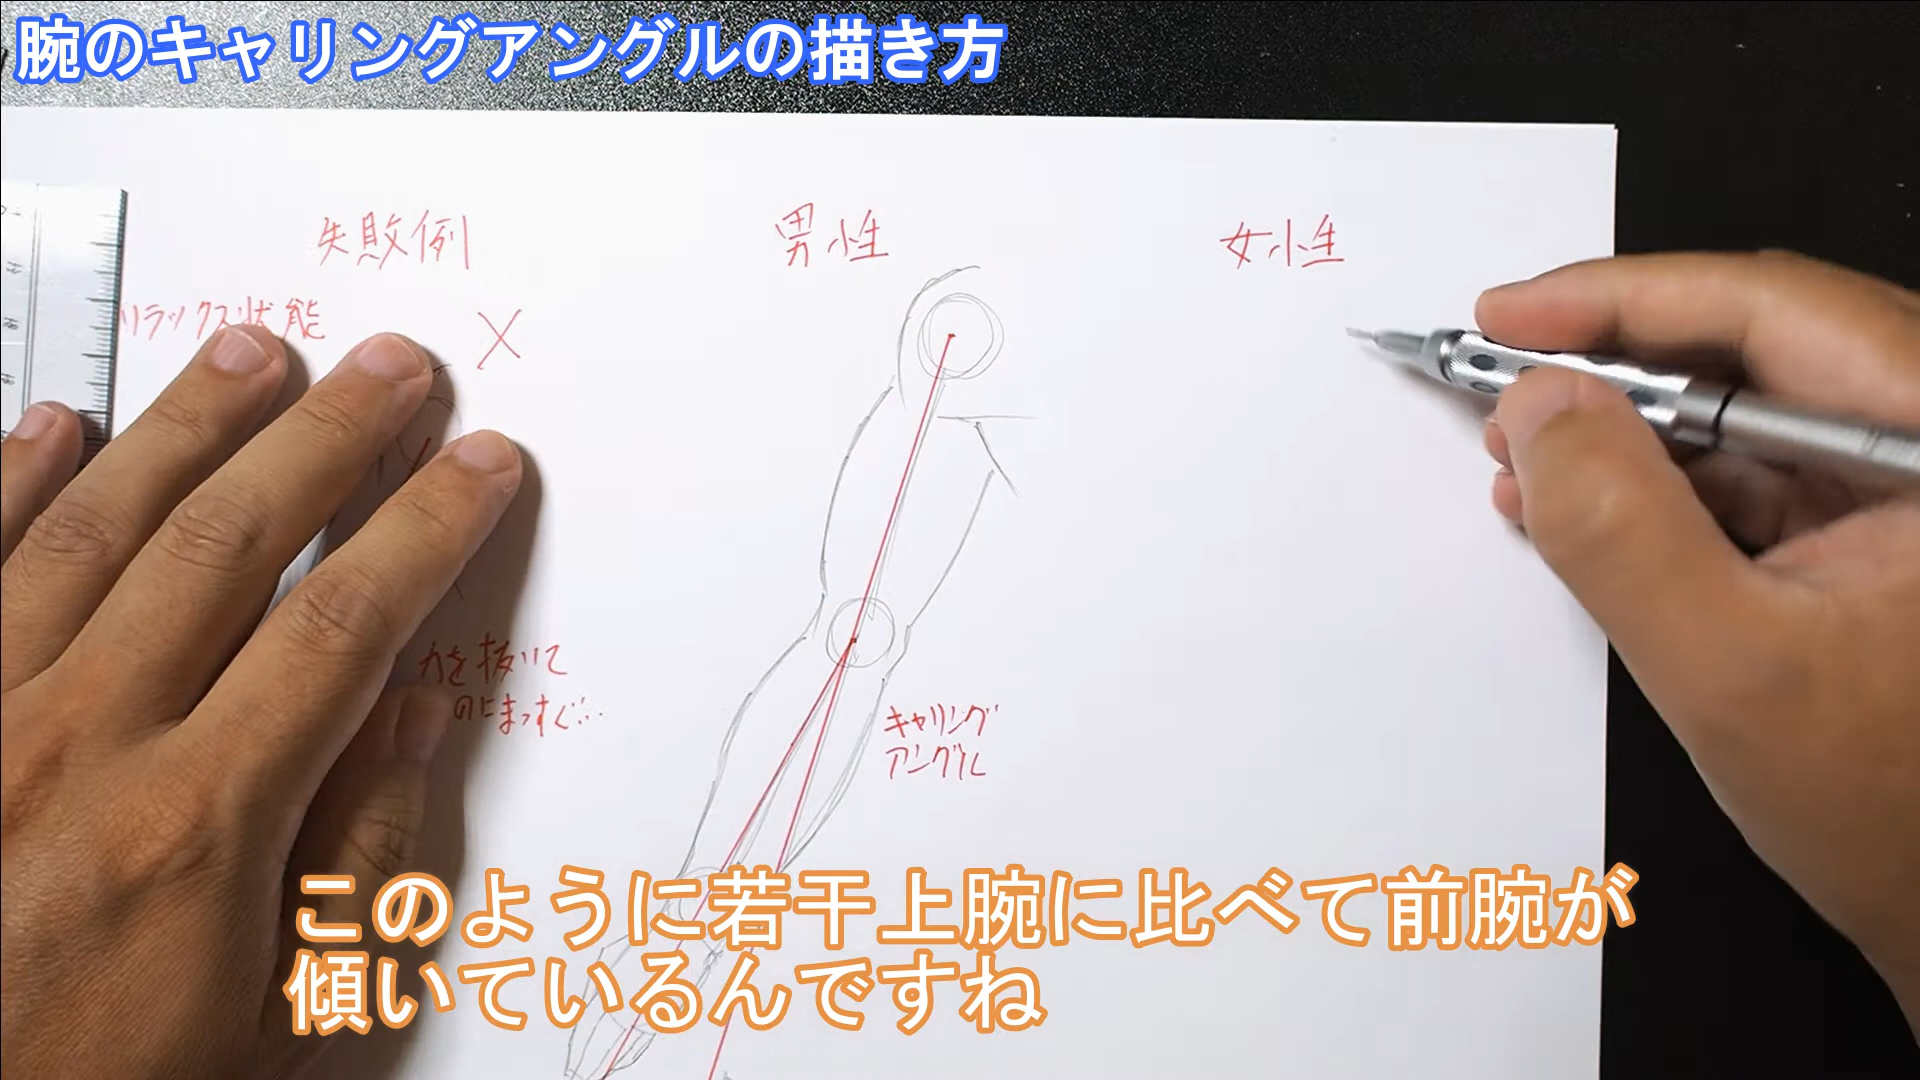 腕のキャリングアングルの描き方
失敗例
男性
女性
リラックス状態
×
力を抜いて
のにまっすぐ…
キャリング
アングル
このように若干上腕に比べて前腕が
傾いているんですね